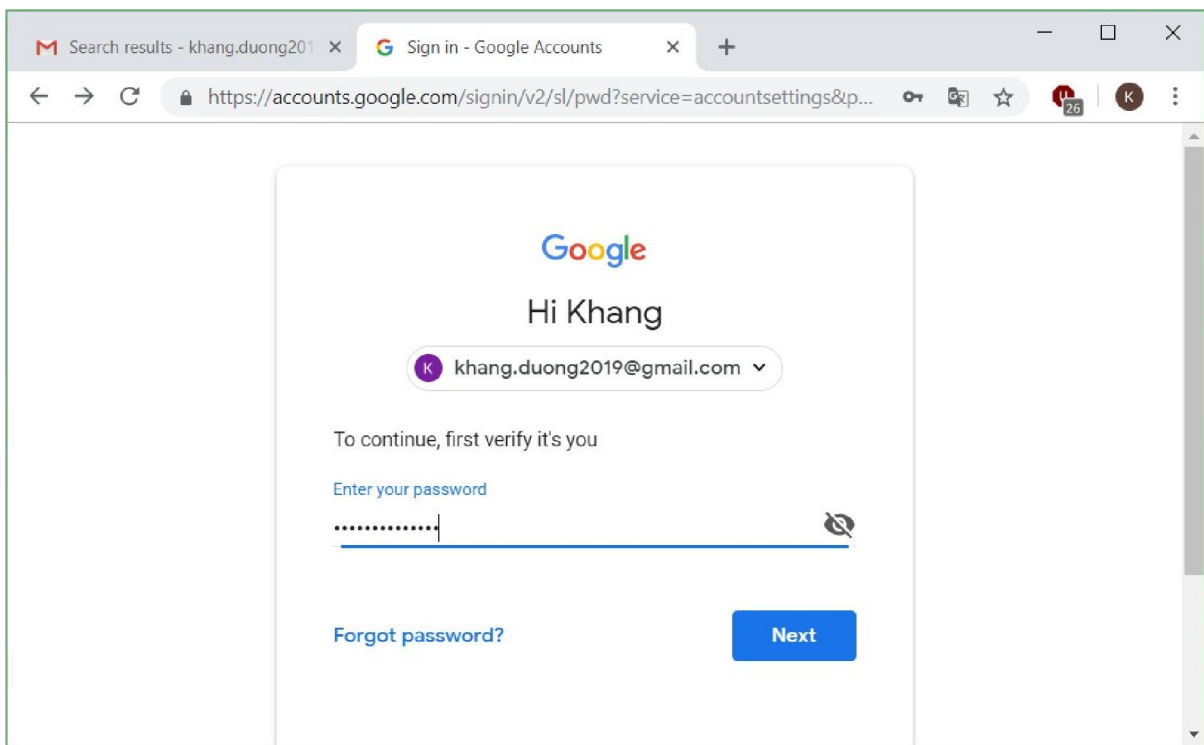 Search results - khang.duong201
Sign in - Google Accounts
https://accounts.google.com/signin/v2/sl/pwd?service=accountsettings&p...
26
K
Google
Hi Khang
K khang.duong2019@gmail.com
To continue, first verify it's you
Enter your password
••••••••••••••
Forgot password?
Next